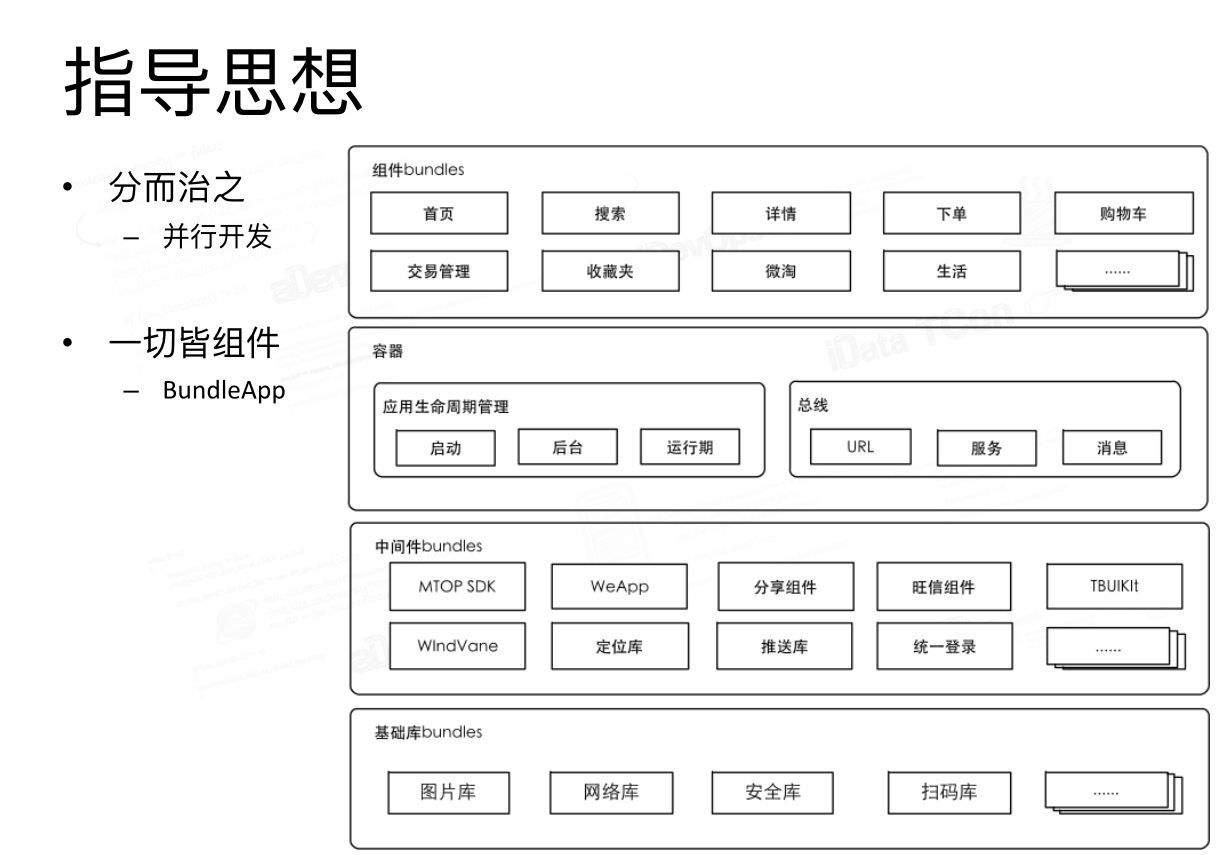 指导思想
• 分而治之
– 并行开发
• 一切皆组件
– BundleApp
组件bundles
首页 搜索 详情 下单 购物车
交易管理 收藏夹 微淘 生活 ......
容器
应用生命周期管理
启动 后台 运行期
总线
URL 服务 消息
中间件bundles
MTOP SDK WeApp 分享组件 旺信组件 TBUIKIt
WIndVane 定位库 推送库 统一登录 ......
基础库bundles
图片库 网络库 安全库 扫码库 ......
iData TCon